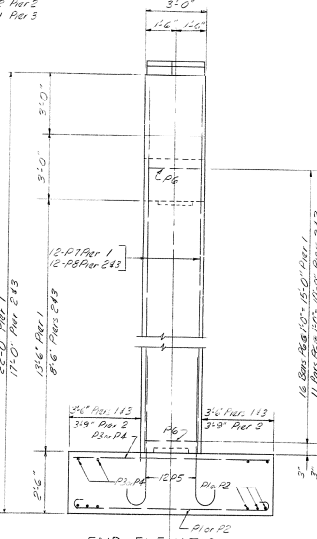 Pier 2
Pier 3
3'-0"
1'-6" 1'-6"
3'-0"
3'-0"
P6
12-P7 Pier 1
12-P8 Pier 2 & 3
22'-0" Pier 1
17'-0" Pier 2 & 3
13'-6" Pier 1
8'-6" Piers 2 & 3
16 Bars P6 @ 1'-0" = 15'-0" Pier 1
3'-6" Piers 1 & 3
3'-9" Pier 2
P3 or P4
P6
3'-6" Piers 1 & 3
3'-9" Pier
3"
3"
2'-6"
P3 or P4
12 P5
P1 or P2
P1 or P2